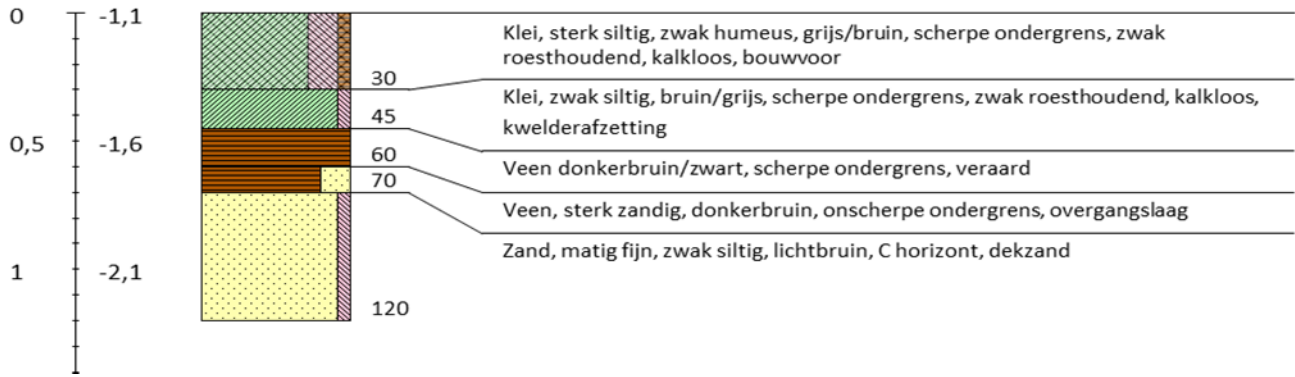 0 -1,1
Klei, sterk siltig, zwak humeus, grijs/bruin, scherpe ondergrens, zwak
roesthoudend, kalkloos, bouwvoor
30
Klei, zwak siltig, bruin/grijs, scherpe ondergrens, zwak roesthoudend, kalkloos,
kwelderafzetting
45
0,5 -1,6
60
Veen donkerbruin/zwart, scherpe ondergrens, veraard
70
Veen, sterk zandig, donkerbruin, onscherpe ondergrens, overgangslaag
Zand, matig fijn, zwak siltig, lichtbruin, C horizont, dekzand
1 -2,1
120